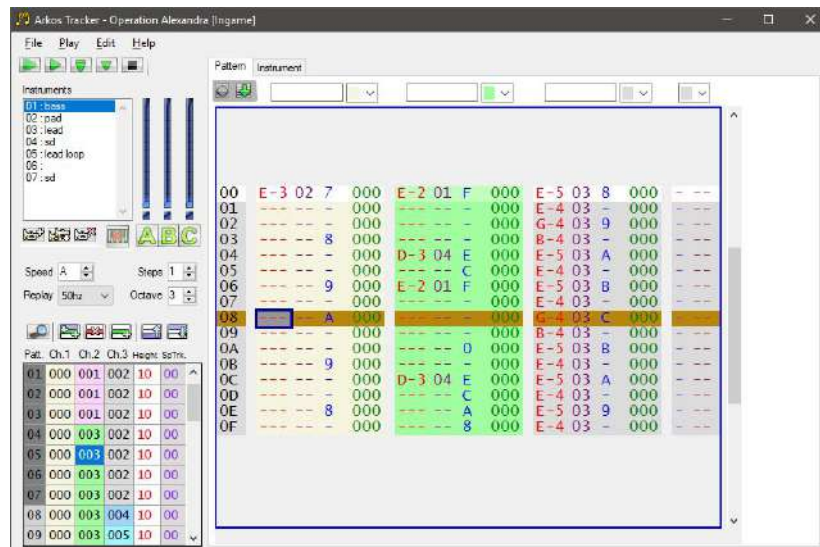 Arkos Tracker - Operation Alexandra [Ingame]
File Play Edit Help
Pattern Instrument
Instruments
01 : bass
02 : pad
03 : lead
04 : sd
05 : lead loop
06 :
07 : sd
A B C
Speed A Steps 1
Replay 50hz Octave 3
Patt. Ch.1 Ch.2 Ch.3 Height SpTrk.
01 000 001 002 10 00
02 000 001 002 10 00
03 000 001 002 10 00
04 000 003 002 10 00
05 000 003 002 10 00
06 000 003 002 10 00
07 000 003 002 10 00
08 000 003 004 10 00
09 000 003 005 10 00
00 E-3 02 7 000 E-2 01 F 000 E-5 03 8 000 - --
01 --- -- - 000 --- -- - 000 E-4 03 - 000 - --
02 --- -- - 000 --- -- - 000 G-4 03 9 000 - --
03 --- -- 8 000 --- -- - 000 B-4 03 - 000 - --
04 --- -- - 000 D-3 04 E 000 E-5 03 A 000 - --
05 --- -- - 000 --- -- C 000 E-4 03 - 000 - --
06 --- -- 9 000 E-2 01 F 000 E-5 03 B 000 - --
07 --- -- - 000 --- -- - 000 E-4 03 - 000 - --
08 --- -- A 000 --- -- - 000 G-4 03 C 000 - --
09 --- -- - 000 --- -- - 000 B-4 03 - 000 - --
0A --- -- - 000 --- -- D 000 E-5 03 B 000 - --
0B --- -- 9 000 --- -- - 000 E-4 03 - 000 - --
0C --- -- - 000 D-3 04 E 000 E-5 03 A 000 - --
0D --- -- - 000 --- -- C 000 E-4 03 - 000 - --
0E --- -- 8 000 --- -- A 000 E-5 03 9 000 - --
0F --- -- - 000 --- -- 8 000 E-4 03 - 000 - --